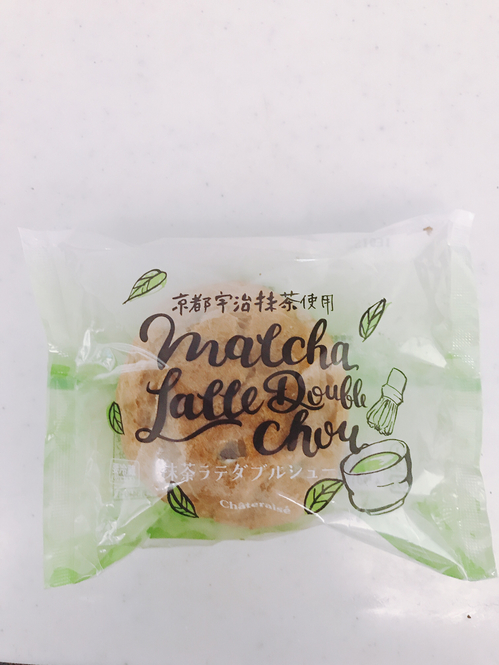 京都宇治抹茶使用
Matcha
Latte Double
Chou
抹茶ラテダブルシュー
Châteraisé